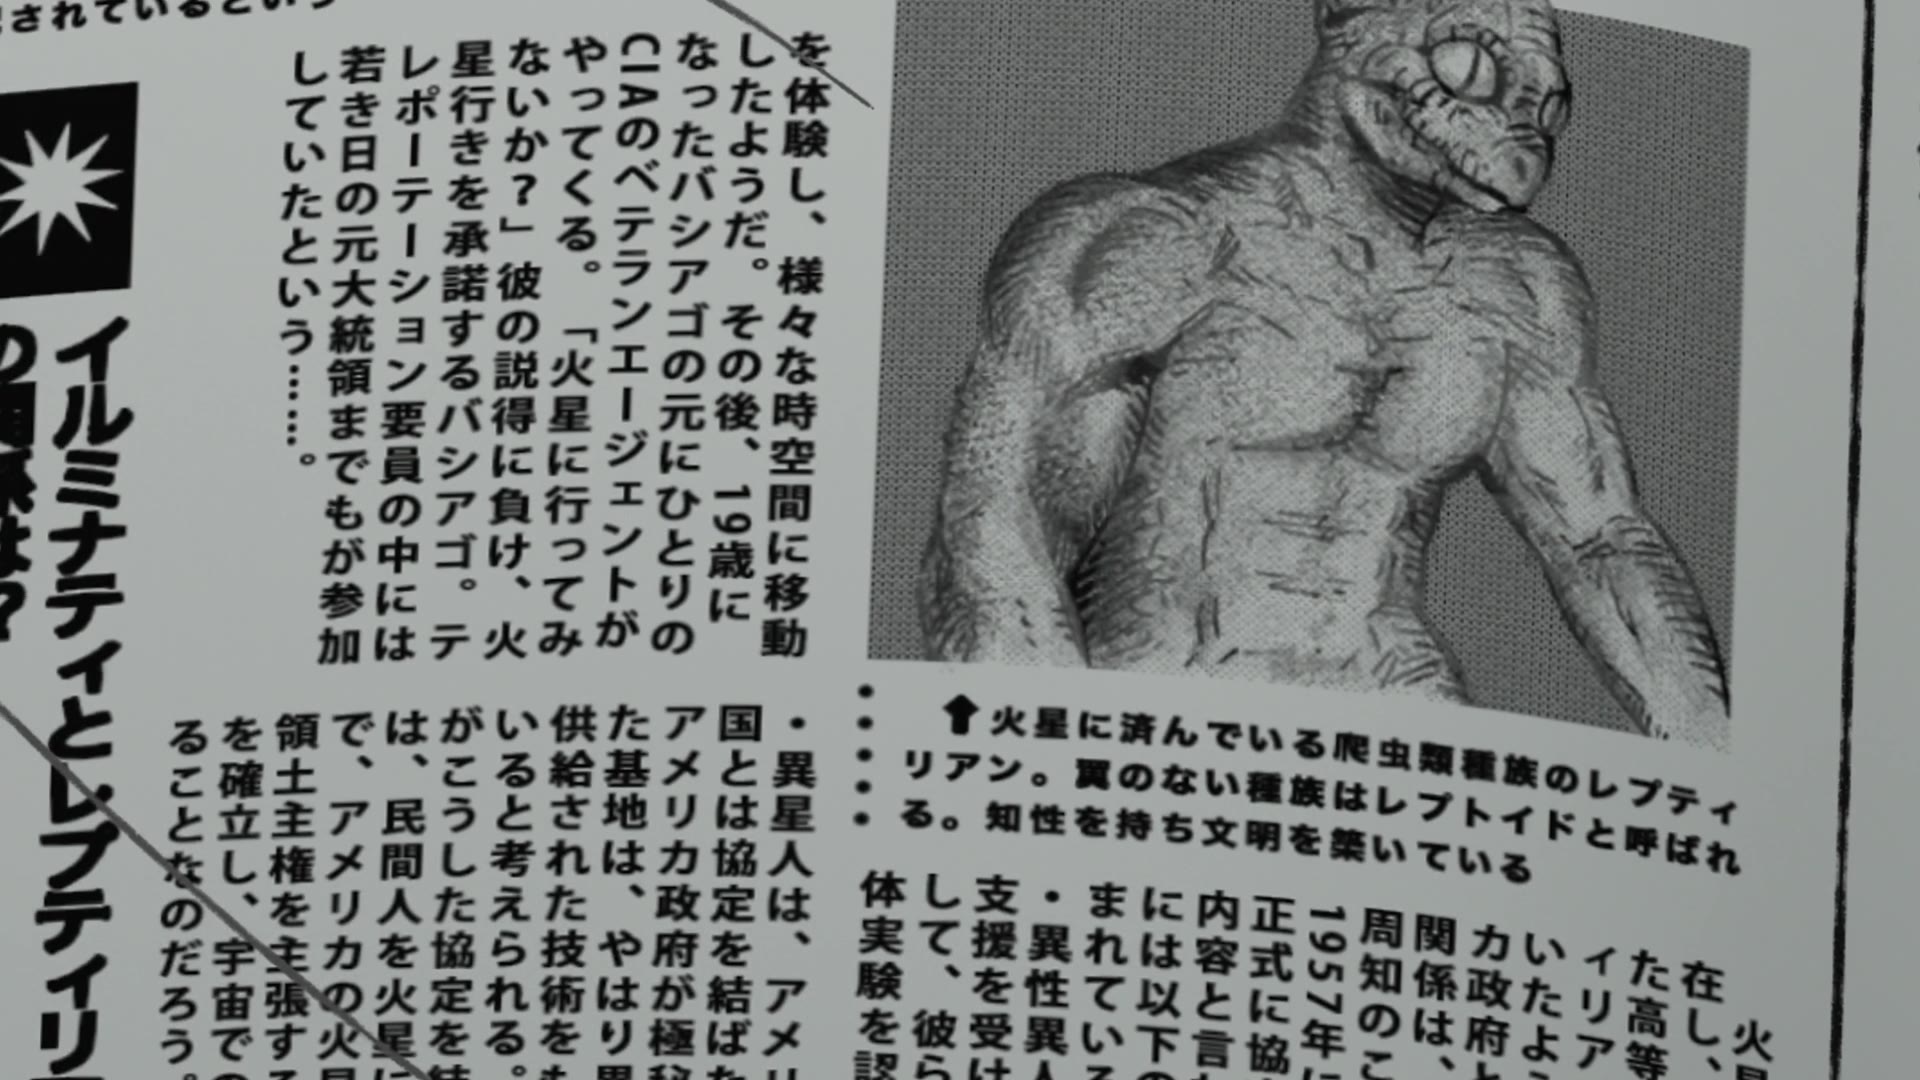 されているという
を体験し、様々な時空間に移動
したようだ。その後、19歳に
なったバシアゴの元にひとりの
CIAのベテランエージェントが
やってくる。「火星に行ってみ
ないか?」彼の説得に負け、火
星行きを承諾するバシアゴ。テ
レポーテーション要員の中には
若き日の元大統領までもが参加
していたという……。
イルミナティとレプティリ
の関係は?
⬆火星に済んでいる爬虫類種族のレプティ
リアン。翼のない種族はレプトイドと呼ばれ
る。知性を持ち文明を築いている
火星
在し、
た高等
ィリア
いたよう
カ政府と
関係は、
周知のこ
1957年に
正式に協
内容と言わ
には以下の
まれている
・異性異人
支援を受け
して、彼ら
体実験を認
・異星人は、アメリ
国とは協定を結ばた
アメリカ政府が極秘
た基地は、やはり異
供給された技術をも
いると考えられる。
がこうした協定を結
は、民間人を火星に
で、アメリカの火星
領土主権を主張する
を確立し、宇宙での
ることなのだろう。